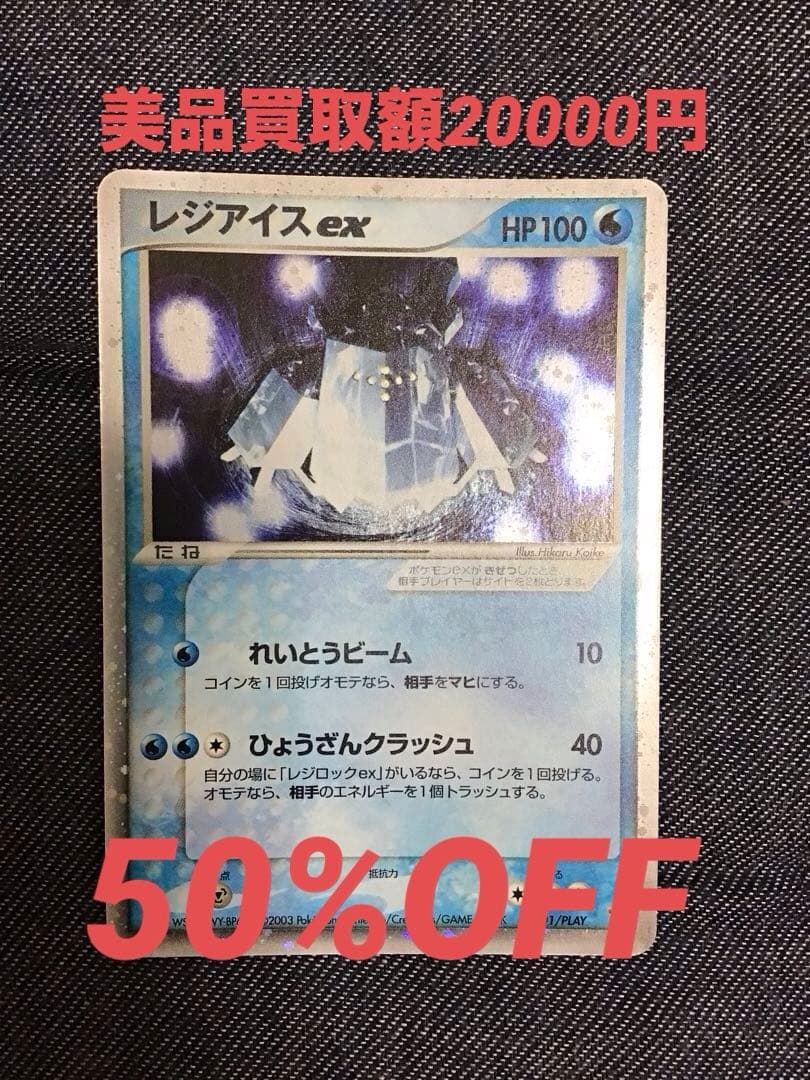 美品買取額20000円
レジアイスex
HP100
たね
Illus.Hikaru Koike
ポケモンexがきぜつしたとき、
相手プレイヤーはサイドを2枚とります。
れいとうビーム 10
コインを1回投げオモテなら、相手をマヒにする。
ひょうざんクラッシュ 40
自分の場に「レジロックex」がいるなら、コインを1回投げる。
オモテなら、相手のエネルギーを1個トラッシュする。
50%OFF
点 抵抗力 る
©2003 /GAME /PLAY